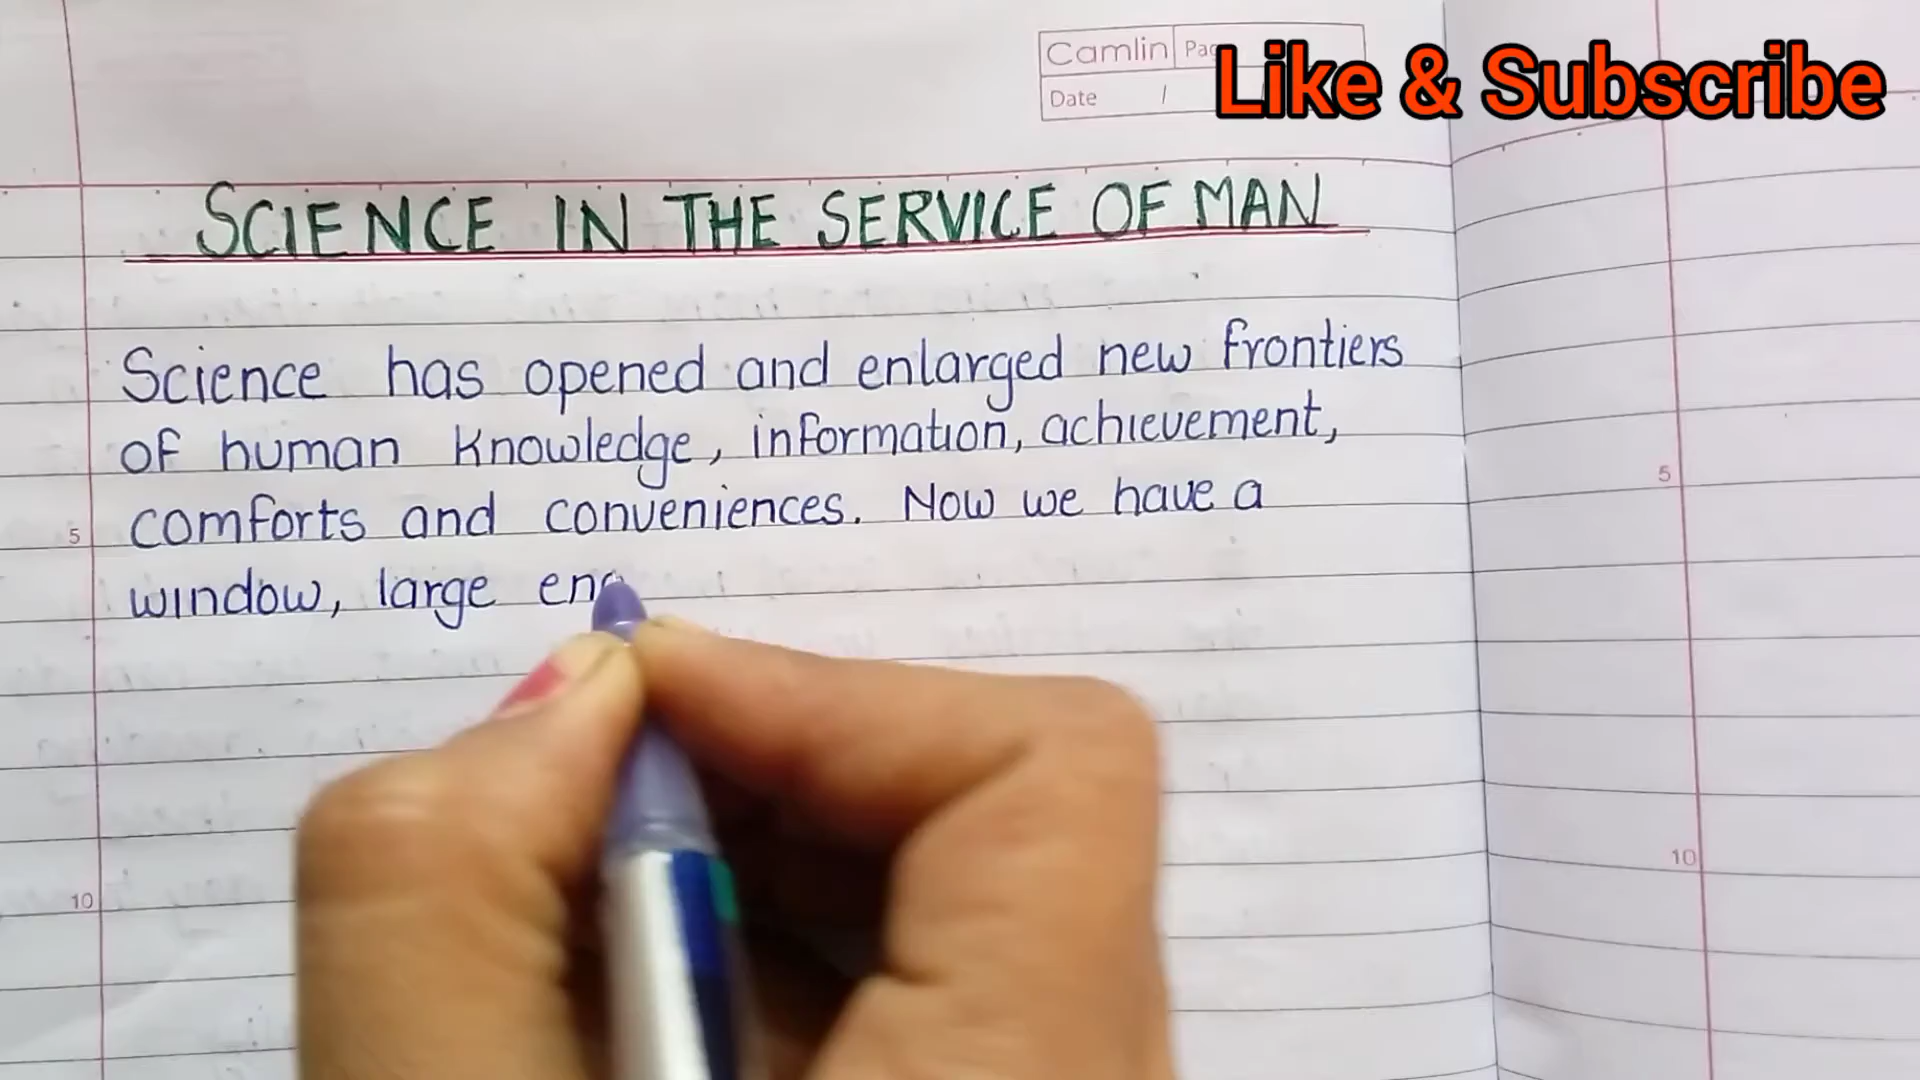 Camlin
Like & Subscribe
Date /
SCIENCE IN THE SERVICE OF MAN
Science has opened and enlarged new frontiers
of human knowledge, information, achievement,
5 comforts and conveniences. Now we have a
window, large
10
5
10